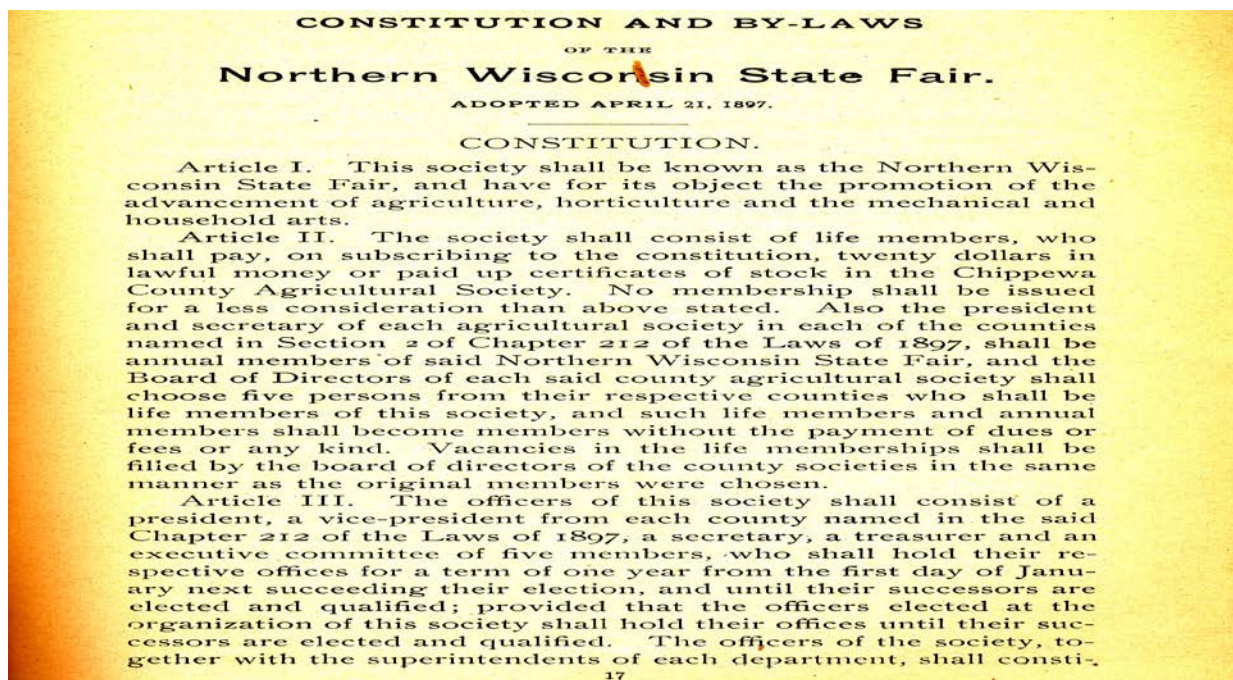 CONSTITUTION AND BY-LAWS
OF THE
Northern Wisconsin State Fair.
ADOPTED APRIL 21, 1897.
CONSTITUTION.
Article I. This society shall be known as the Northern Wis-
consin State Fair, and have for its object the promotion of the
advancement of agriculture, horticulture and the mechanical and
household arts.
Article II. The society shall consist of life members, who
shall pay, on subscribing to the constitution, twenty dollars in
lawful money or paid up certificates of stock in the Chippewa
County Agricultural Society. No membership shall be issued
for a less consideration than above stated. Also the president
and secretary of each agricultural society in each of the counties
named in Section 2 of Chapter 212 of the Laws of 1897, shall be
annual members of said Northern Wisconsin State Fair, and the
Board of Directors of each said county agricultural society shall
choose five persons from their respective counties who shall be
life members of this society, and such life members and annual
members shall become members without the payment of dues or
fees or any kind. Vacancies in the life memberships shall be
filled by the board of directors of the county societies in the same
manner as the original members were chosen.
Article III. The officers of this society shall consist of a
president, a vice-president from each county named in the said
Chapter 212 of the Laws of 1897, a secretary, a treasurer and an
executive committee of five members, who shall hold their re-
spective offices for a term of one year from the first day of Janu-
ary next succeeding their election, and until their successors are
elected and qualified; provided that the officers elected at the
organization of this society shall hold their offices until their suc-
cessors are elected and qualified. The officers of the society, to-
gether with the superintendents of each department, shall consti-
17